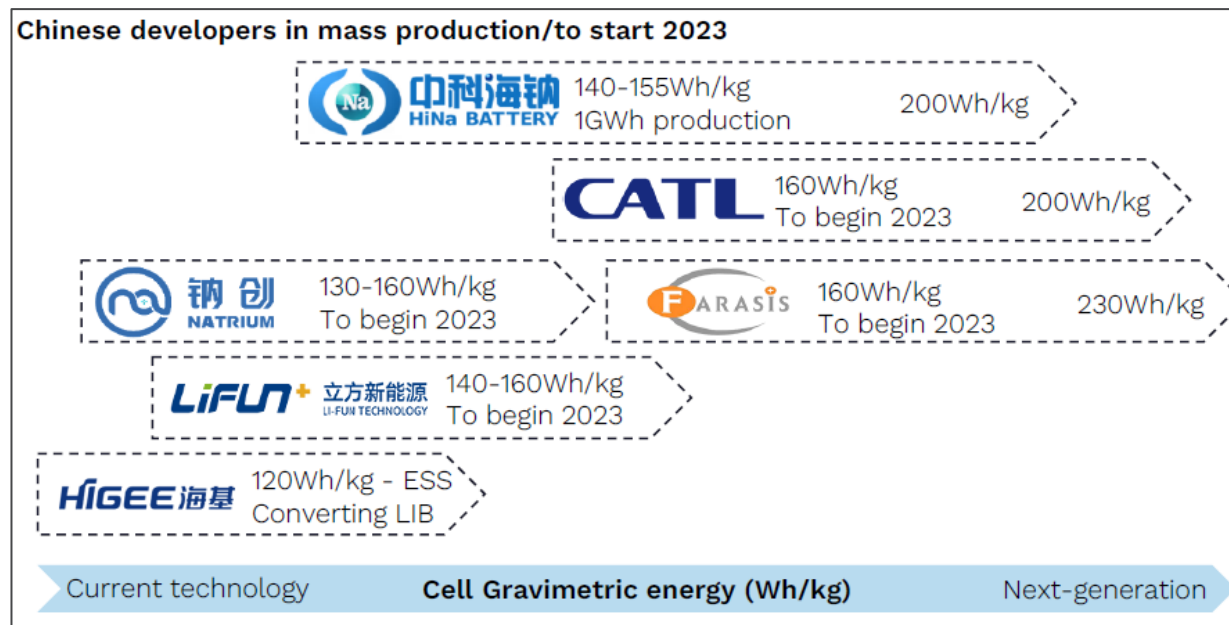 Chinese developers in mass production/to start 2023
Na
中科海钠
HiNa BATTERY
140-155Wh/kg
1GWh production
200Wh/kg
CATL
160Wh/kg
To begin 2023
200Wh/kg
na
钠创
NATRIUM
130-160Wh/kg
To begin 2023
FARASIS
160Wh/kg
To begin 2023
230Wh/kg
LiFUN+
立方新能源
LI-FUN TECHNOLOGY
140-160Wh/kg
To begin 2023
HiGEE海基
120Wh/kg - ESS
Converting LIB
Current technology
Cell Gravimetric energy (Wh/kg)
Next-generation